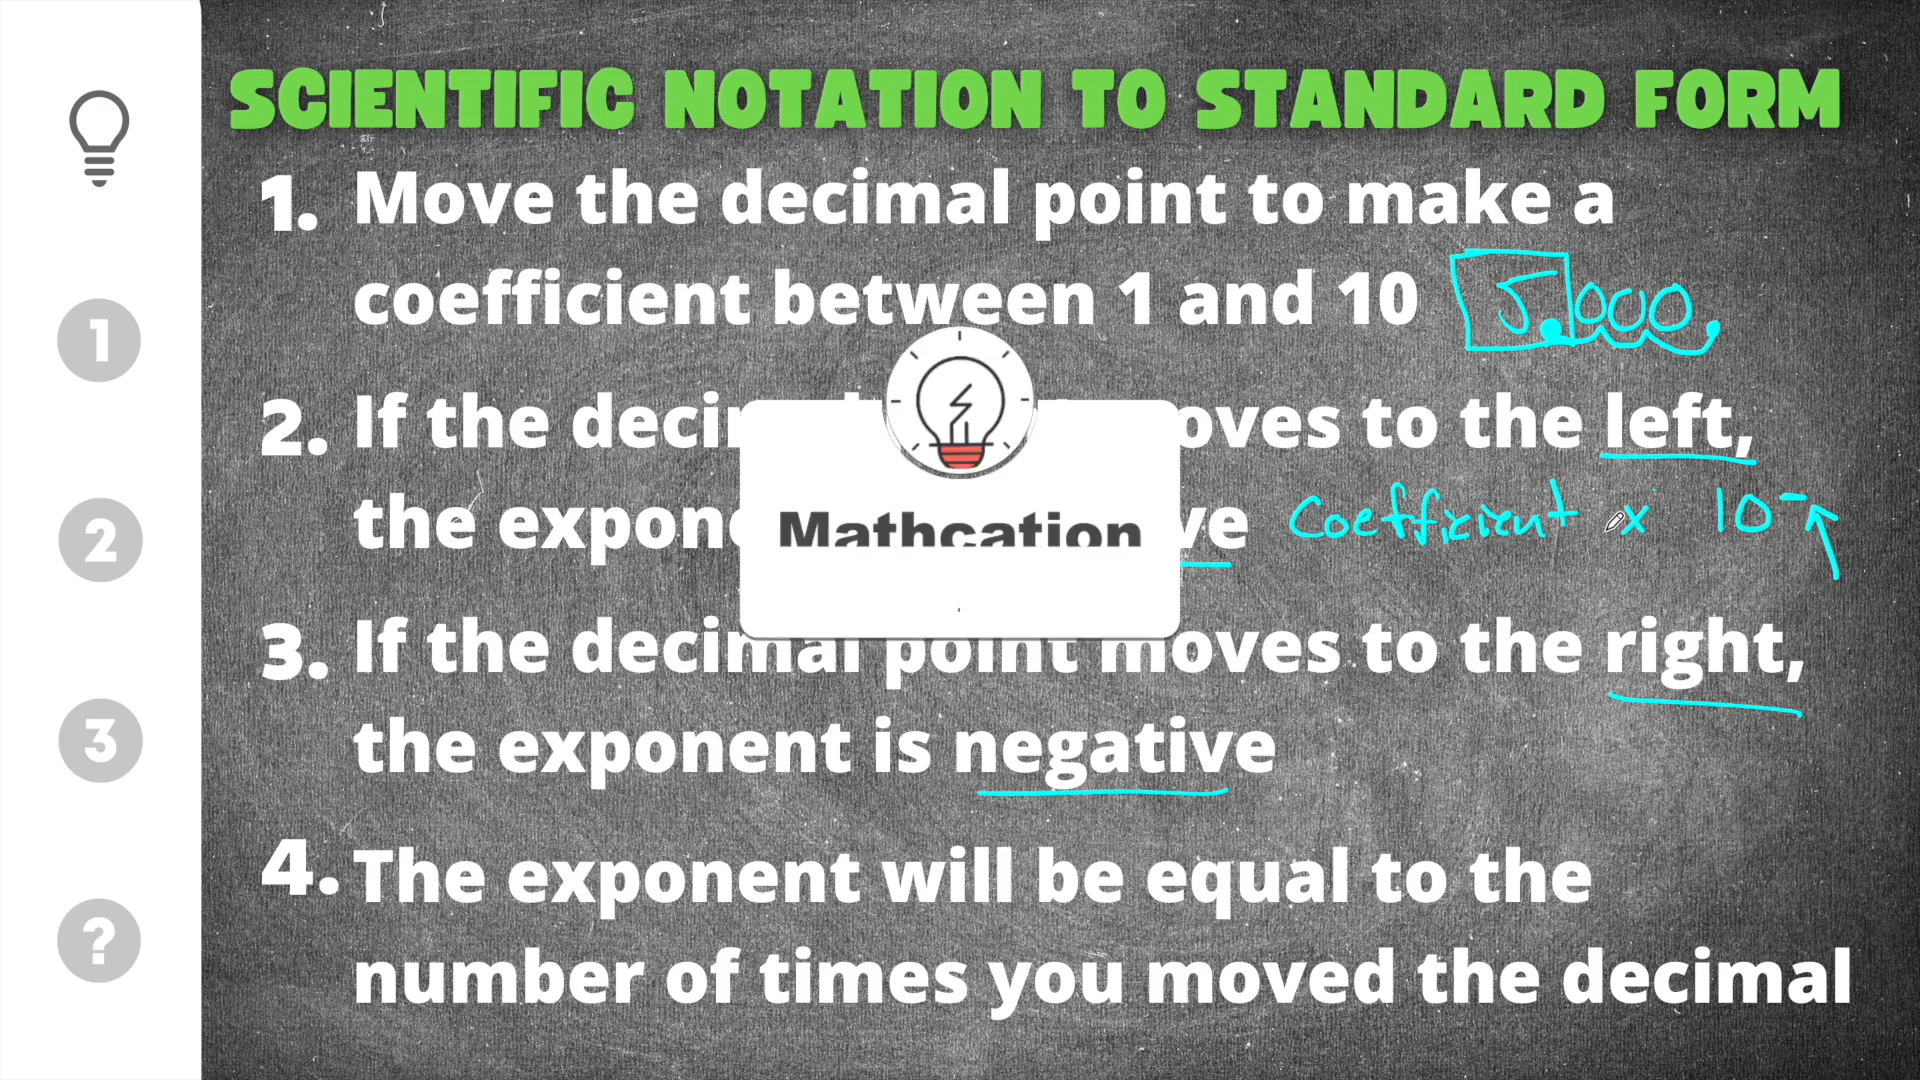 SCIENTIFIC NOTATION TO STANDARD FORM
1. Move the decimal point to make a
coefficient between 1 and 10 5.000.
2. If the deci oves to the left,
the expon ve Coefficient x 10-
Mathcation
3. If the decimal point moves to the right,
the exponent is negative
4. The exponent will be equal to the
number of times you moved the decimal
1
2
3
?